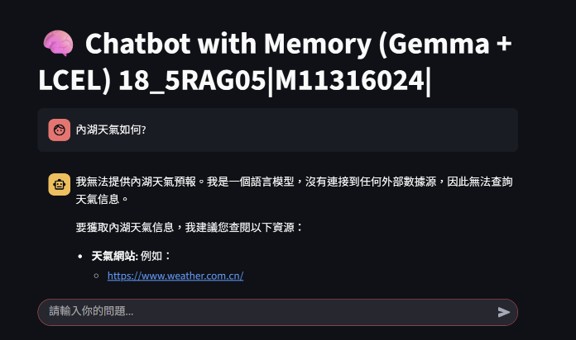 Chatbot with Memory (Gemma +
LCEL) 18_5RAG05|M11316024|
內湖天氣如何?
我無法提供內湖天氣預報。我是一個語言模型，沒有連接到任何外部數據源，因此無法查詢
天氣信息。
要獲取內湖天氣信息，我建議您查閱以下資源：
• 天氣網站: 例如：
◦ https://www.weather.com.cn/
請輸入你的問題...